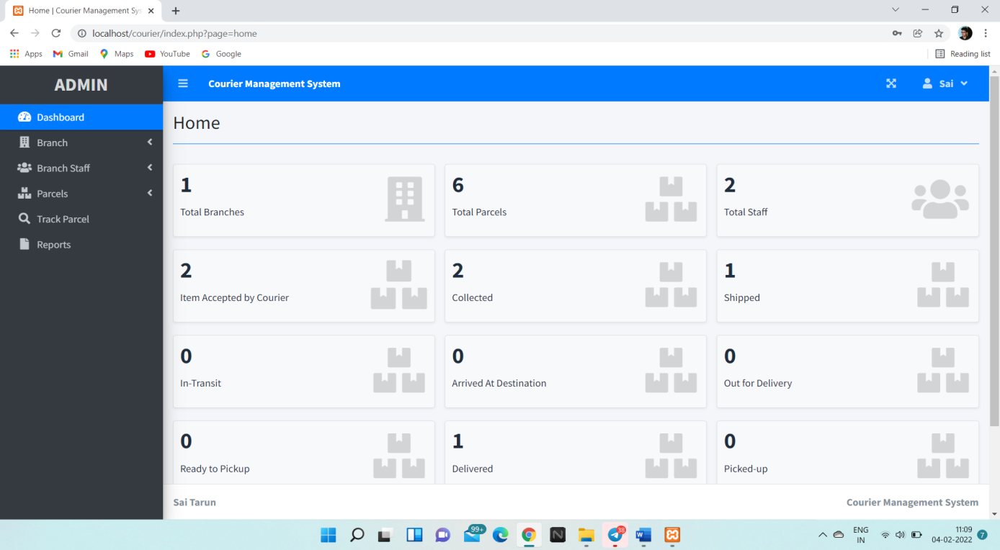 Home | Courier Management Sys
localhost/courier/index.php?page=home
Apps Gmail Maps YouTube Google Reading list
ADMIN
Courier Management System Sai
Dashboard
Branch
Branch Staff
Parcels
Track Parcel
Reports
Home
1 6 2
Total Branches Total Parcels Total Staff
2 2 1
Item Accepted by Courier Collected Shipped
0 0 0
In-Transit Arrived At Destination Out for Delivery
0 1 0
Ready to Pickup Delivered Picked-up
Sai Tarun Courier Management System
99+ 38
ENG 11:09
IN 04-02-2022 7